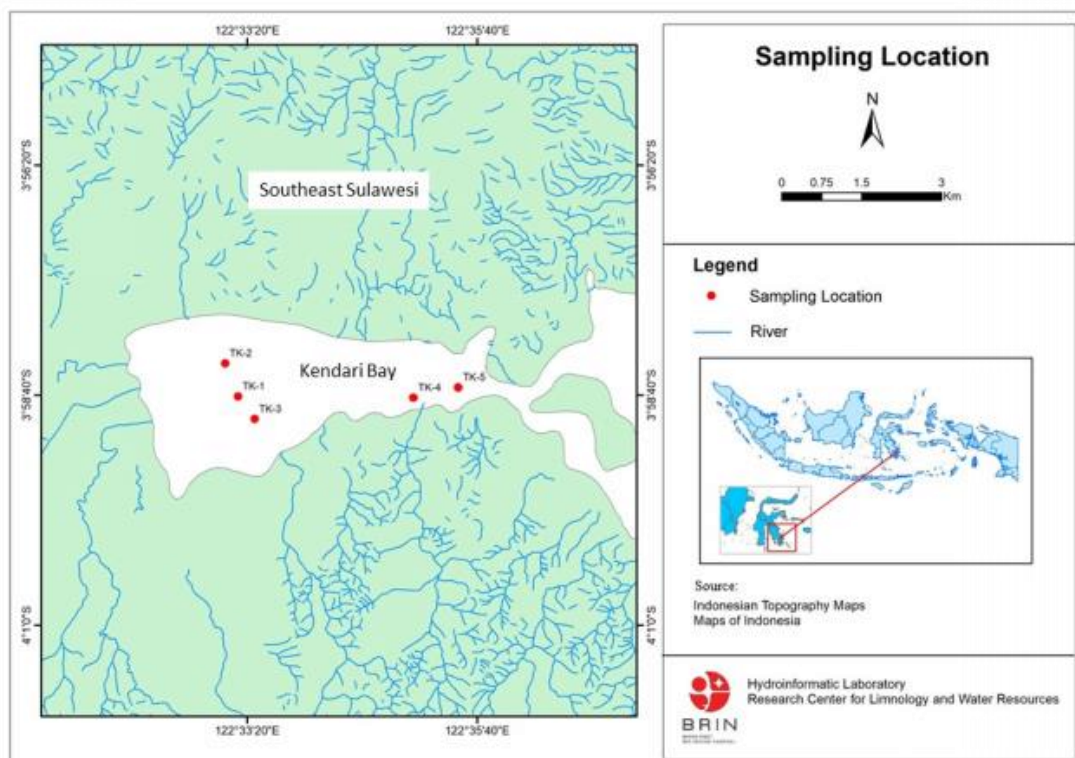 122°33'20"E
122°35'40"E
3°56'20"S
3°56'20"S
Southeast Sulawesi
Kendari Bay
TK-2
TK-1
TK-3
TK-4
TK-5
3°58'40"S
3°58'40"S
4°1'0"S
4°1'0"S
122°33'20"E
122°35'40"E
Sampling Location
N
0 0.75 1.5 3
Km
Legend
Sampling Location
River
Source:
Indonesian Topography Maps
Maps of Indonesia
BRIN
Hydroinformatic Laboratory
Research Center for Limnology and Water Resources